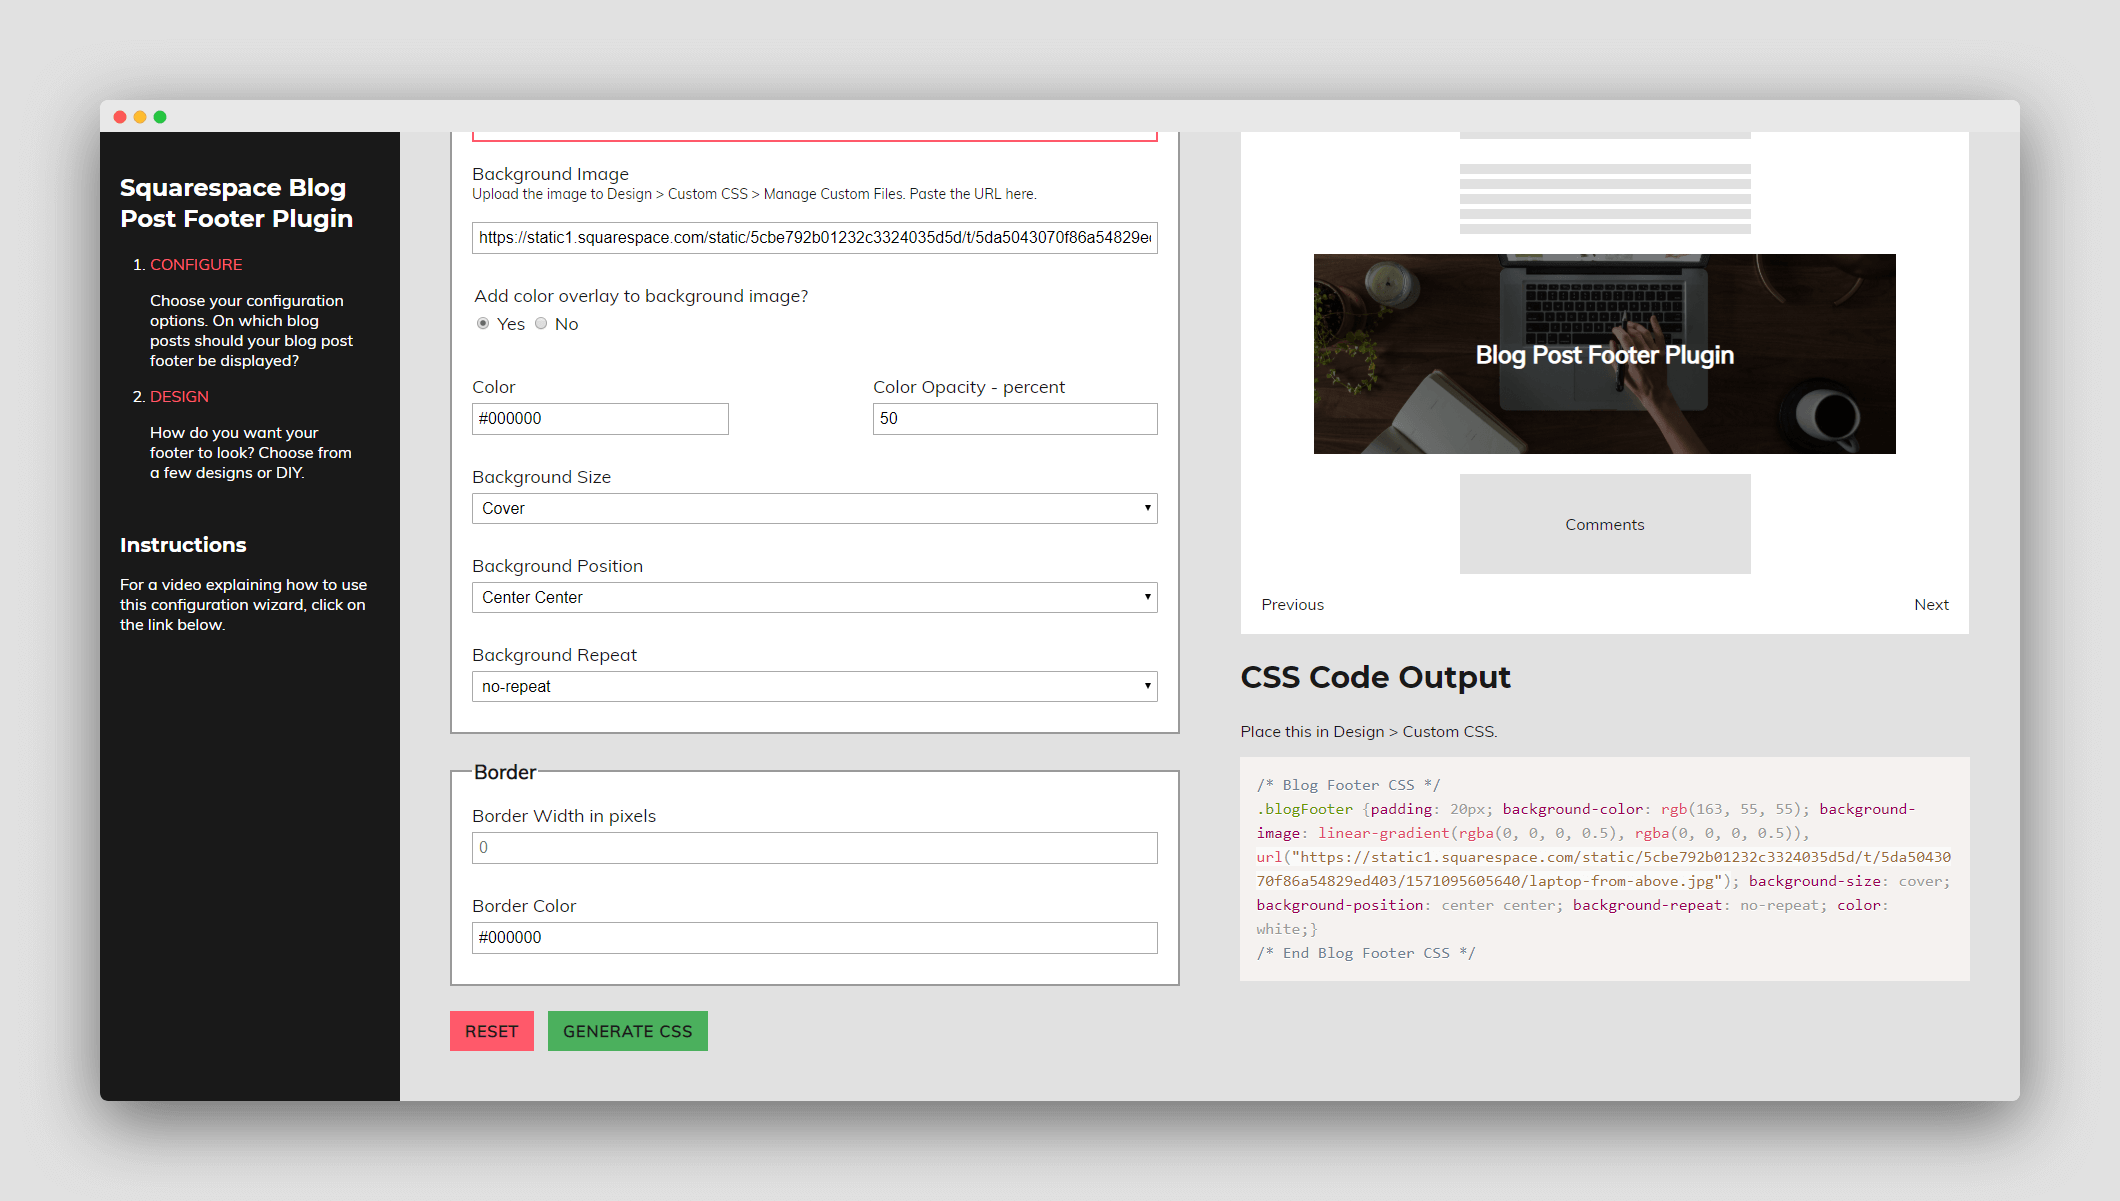 Squarespace Blog
Post Footer Plugin
1. CONFIGURE
Choose your configuration
options. On which blog
posts should your blog post
footer be displayed?
2. DESIGN
How do you want your
footer to look? Choose from
a few designs or DIY.
Instructions
For a video explaining how to use
this configuration wizard, click on
the link below.
Background Image
Upload the image to Design > Custom CSS > Manage Custom Files. Paste the URL here.
https://static1.squarespace.com/static/5cbe792b01232c3324035d5d/t/5da5043070f86a54829e
Add color overlay to background image?
Yes No
Color
#000000
Color Opacity - percent
50
Background Size
Cover
Background Position
Center Center
Background Repeat
no-repeat
Border
Border Width in pixels
0
Border Color
#000000
RESET
GENERATE CSS
Blog Post Footer Plugin
Comments
Previous
Next
CSS Code Output
Place this in Design > Custom CSS.
/* Blog Footer CSS */
.blogFooter {padding: 20px; background-color: rgb(163, 55, 55); background-
image: linear-gradient(rgba(0, 0, 0, 0.5), rgba(0, 0, 0, 0.5)),
url("https://static1.squarespace.com/static/5cbe792b01232c3324035d5d/t/5da50430
70f86a54829ed403/1571095605640/laptop-from-above.jpg"); background-size: cover;
background-position: center center; background-repeat: no-repeat; color:
white;}
/* End Blog Footer CSS */